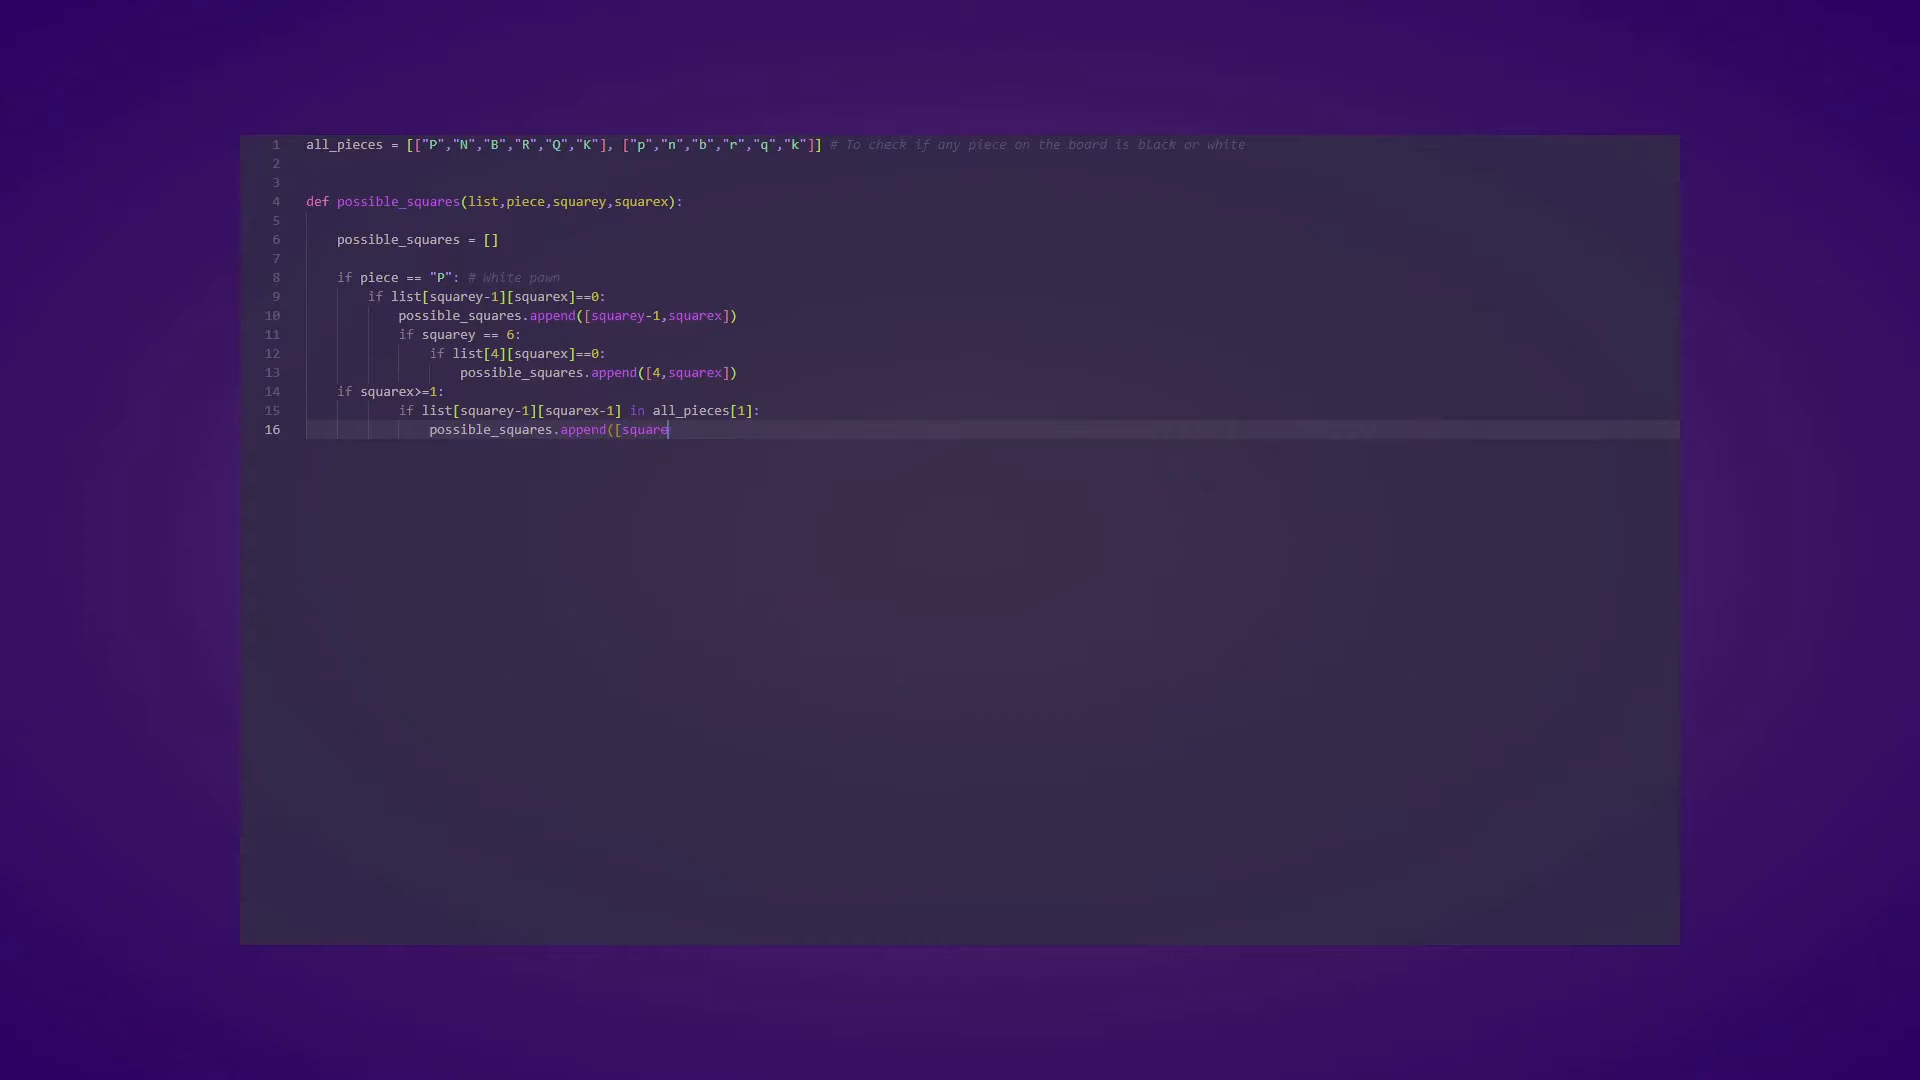 1 all_pieces = [["P","N","B","R","Q","K"], ["p","n","b","r","q","k"]] # To check if any piece on the board is black or white
2
3
4 def possible_squares(list,piece,squarey,squarex):
5
6 possible_squares = []
7
8 if piece == "P": # White pawn
9 if list[squarey-1][squarex]==0:
10 possible_squares.append([squarey-1,squarex])
11 if squarey == 6:
12 if list[4][squarex]==0:
13 possible_squares.append([4,squarex])
14 if squarex>=1:
15 if list[squarey-1][squarex-1] in all_pieces[1]:
16 possible_squares.append([square